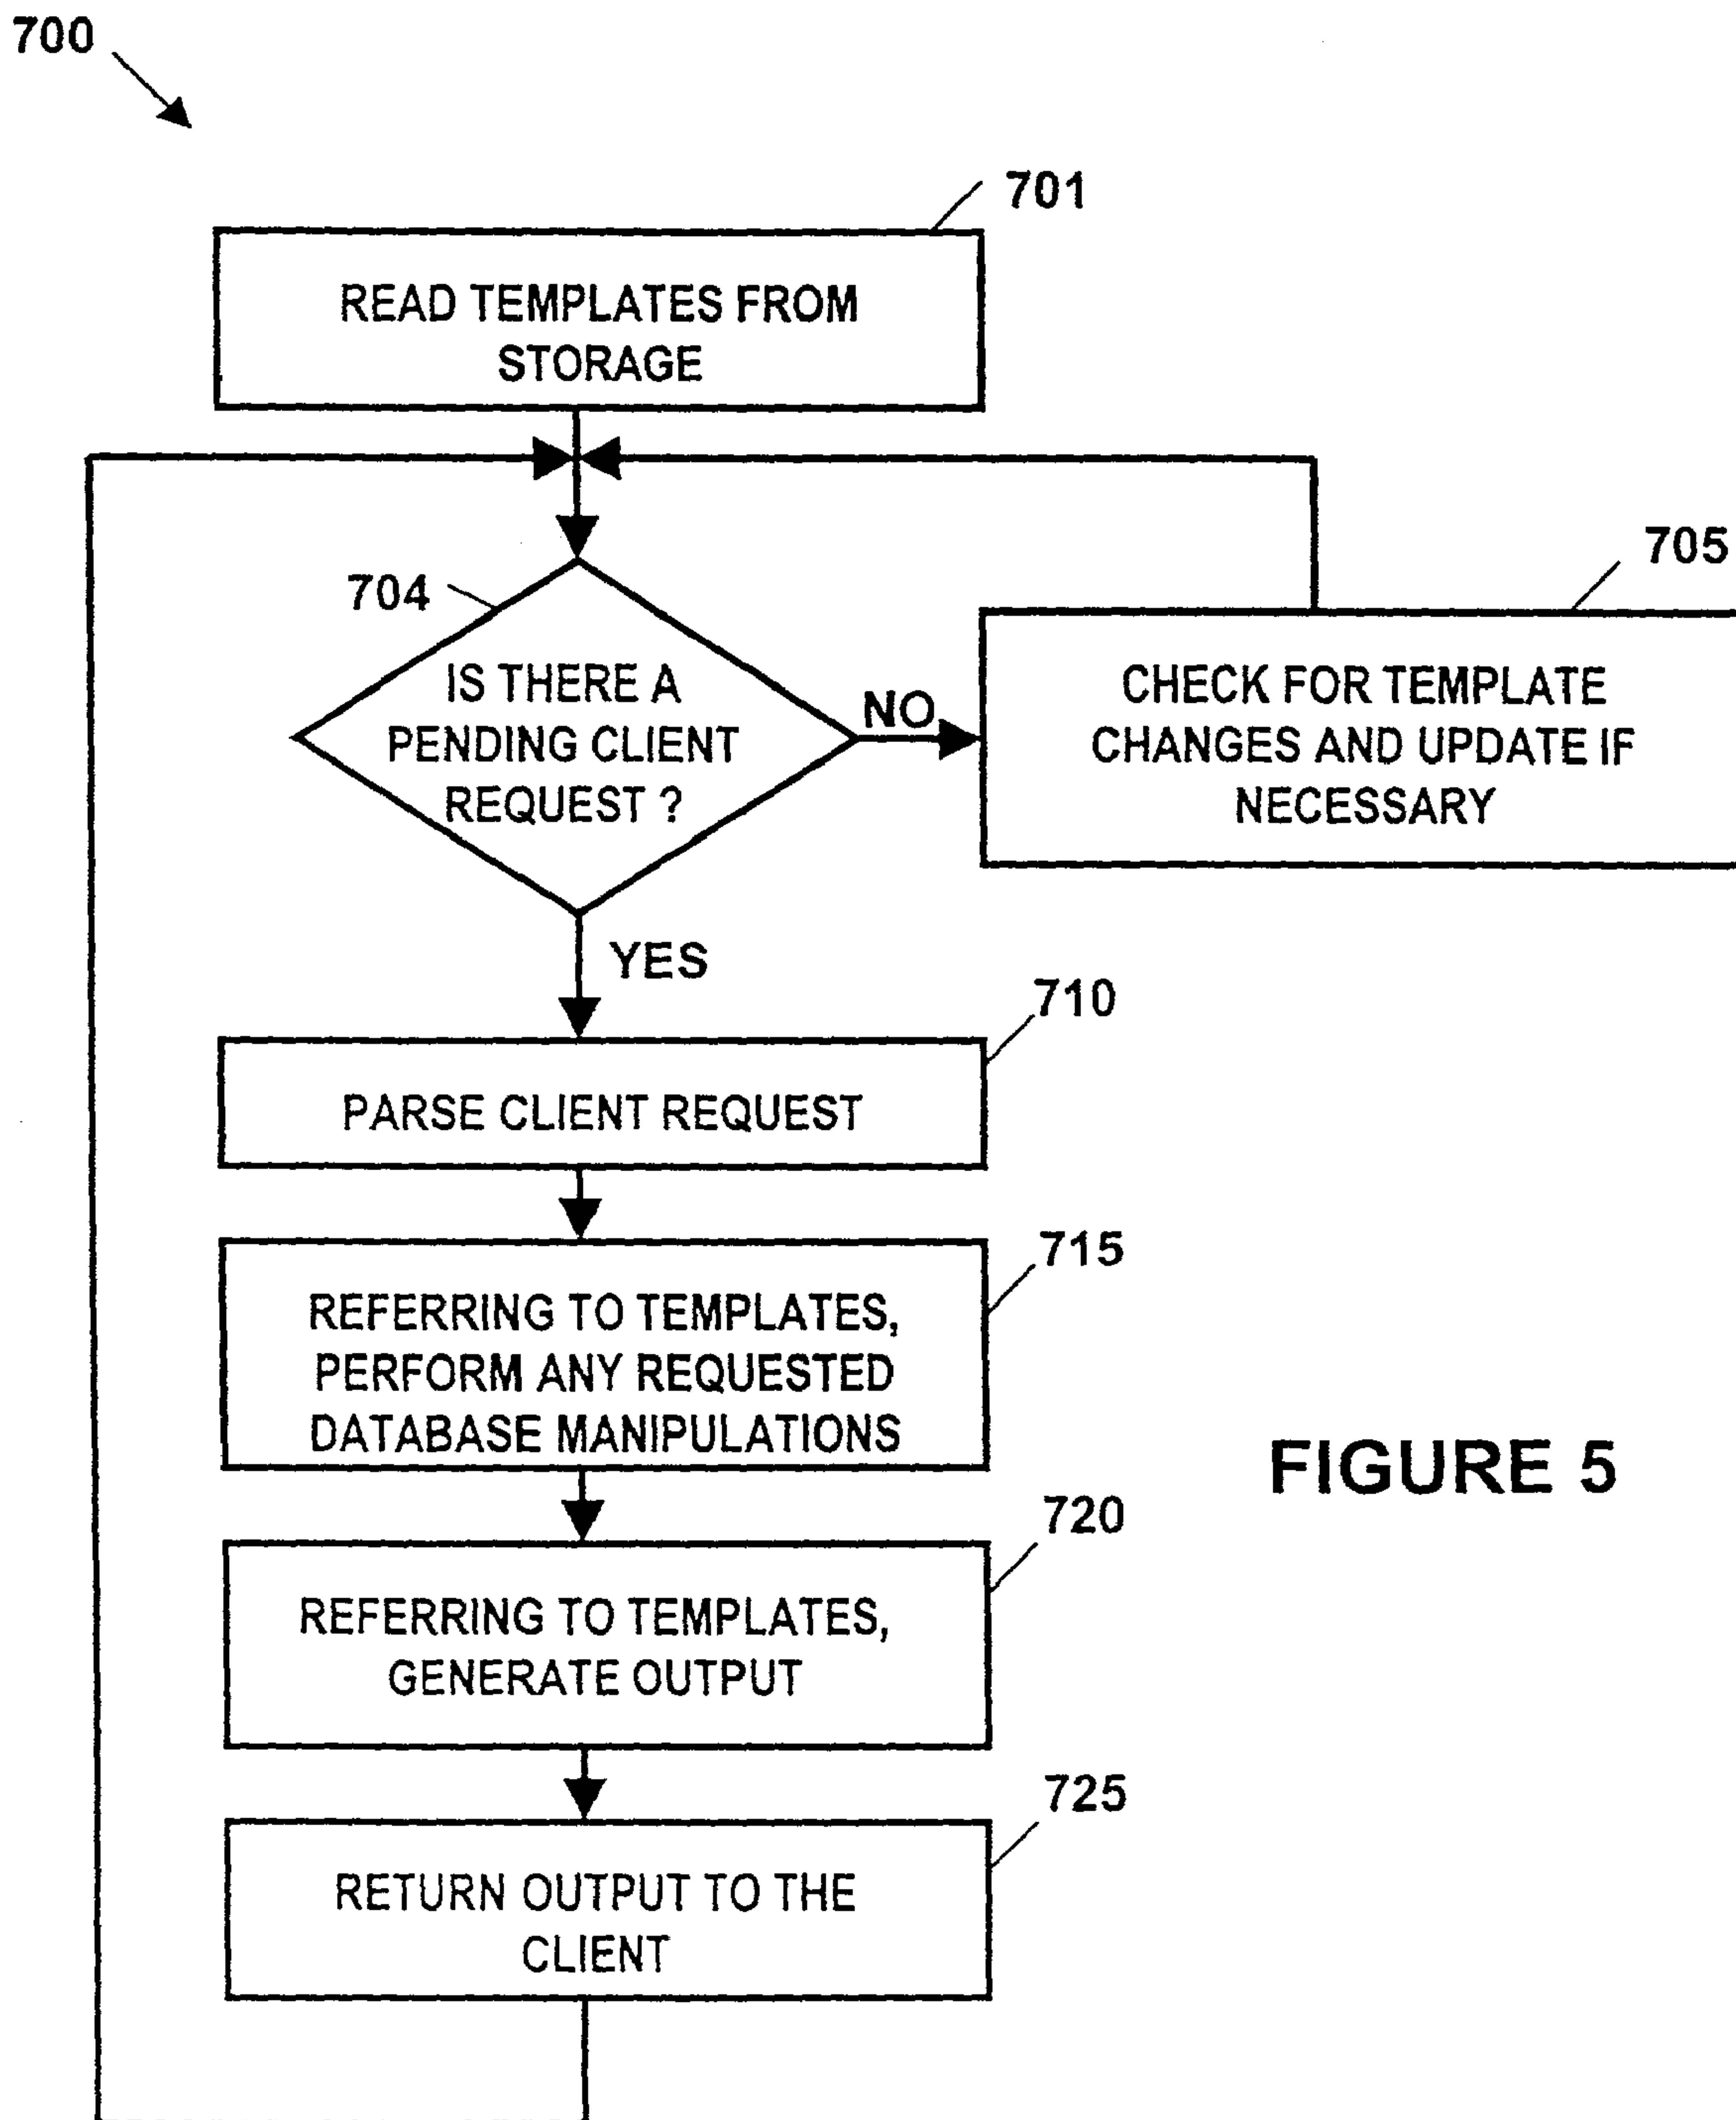 700
701
READ TEMPLATES FROM
STORAGE
704
IS THERE A
PENDING CLIENT
REQUEST ?
NO
705
CHECK FOR TEMPLATE
CHANGES AND UPDATE IF
NECESSARY
YES
710
PARSE CLIENT REQUEST
715
REFERRING TO TEMPLATES,
PERFORM ANY REQUESTED
DATABASE MANIPULATIONS
FIGURE 5
720
REFERRING TO TEMPLATES,
GENERATE OUTPUT
725
RETURN OUTPUT TO THE
CLIENT